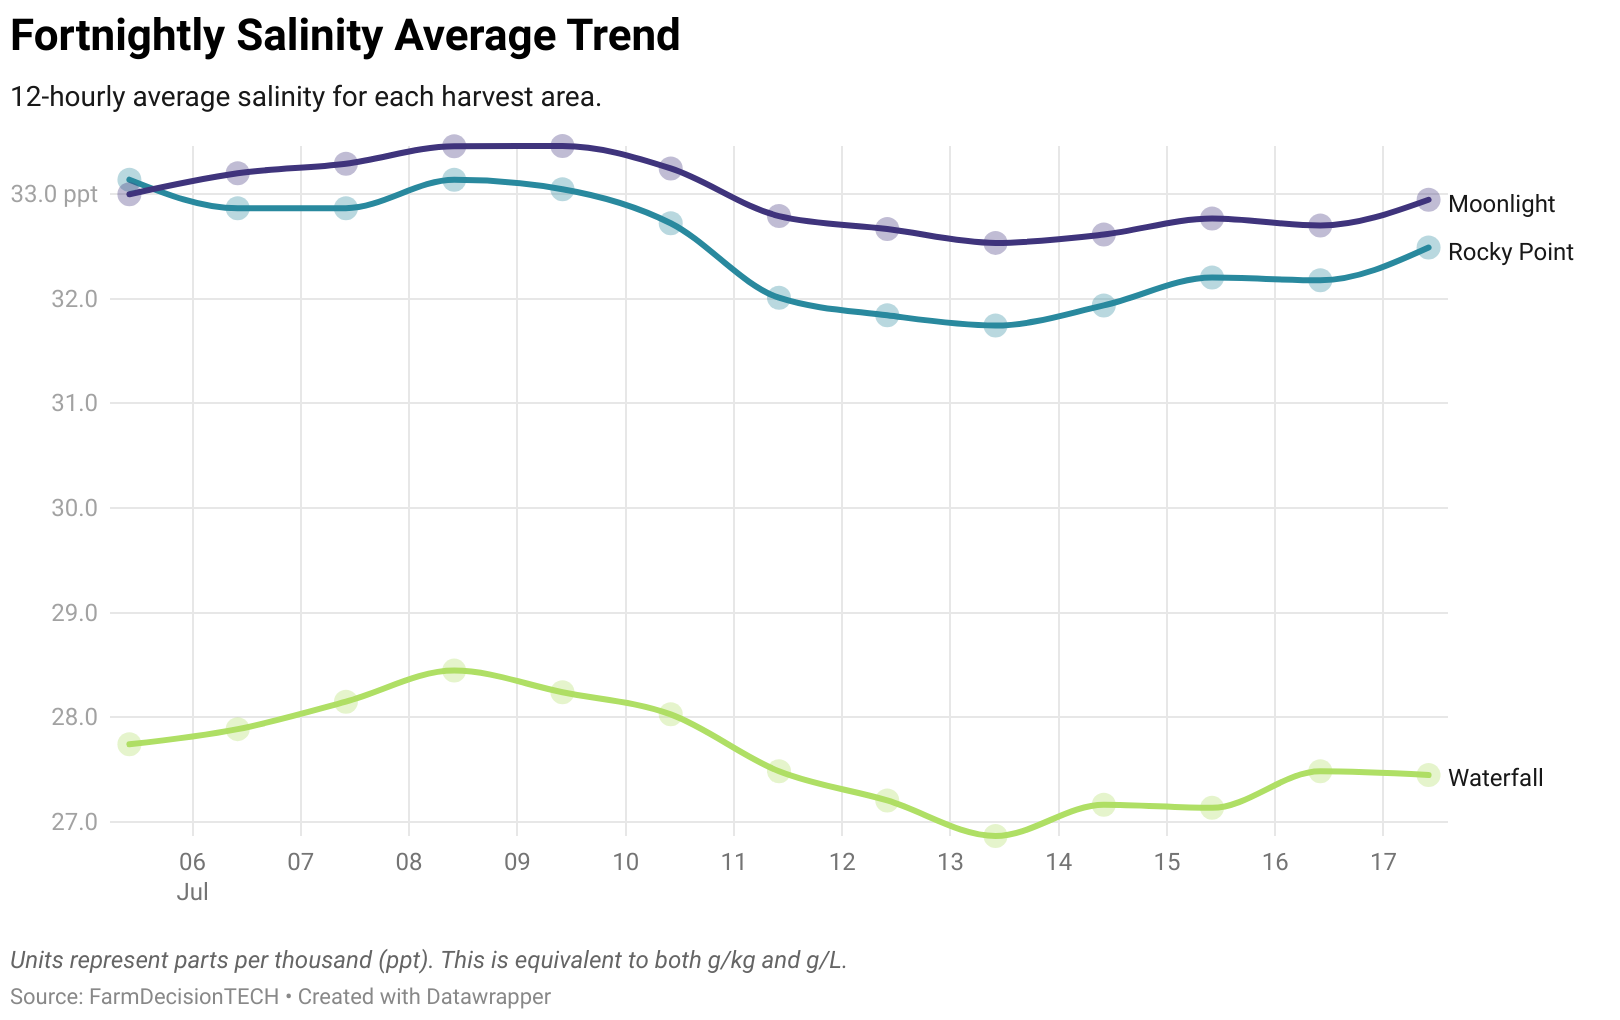 Fortnightly Salinity Average Trend
12-hourly average salinity for each harvest area.
33.0 ppt
32.0
31.0
30.0
29.0
28.0
27.0
Moonlight
Rocky Point
Waterfall
06 07 08 09 10 11 12 13 14 15 16 17
Jul
Units represent parts per thousand (ppt). This is equivalent to both g/kg and g/L.
Source: FarmDecisionTECH • Created with Datawrapper